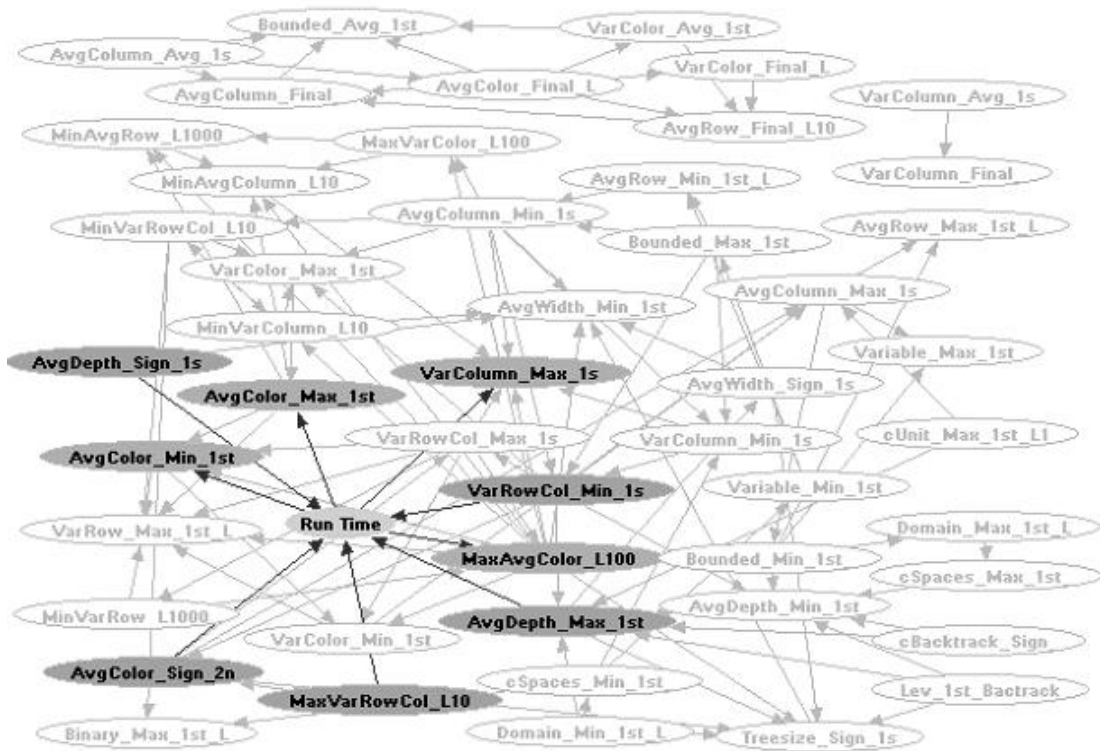 Bounded_Avg_1st
VarColor_Avg_1st
AvgColumn_Avg_1s
VarColor_Final_L
AvgColor_Final_L
AvgColumn_Final
VarColumn_Avg_1s
AvgRow_Final_L10
MinAvgRow_L1000
MaxVarColor_L100
VarColumn_Final
AvgRow_Min_1st_L
MinAvgColumn_L10
AvgColumn_Min_1s
MinVarRowCol_L10
AvgRow_Max_1st_L
Bounded_Max_1st
VarColor_Max_1st
AvgColumn_Max_1s
AvgWidth_Min_1st
MinVarColumn_L10
Variable_Max_1st
AvgDepth_Sign_1s
VarColumn_Max_1s
AvgWidth_Sign_1s
AvgColor_Max_1st
cUnit_Max_1st_L1
VarRowCol_Max_1s
VarColumn_Min_1s
AvgColor_Min_1st
Variable_Min_1st
VarRowCol_Min_1s
Run Time
VarRow_Max_1st_L
Domain_Max_1st_L
MaxAvgColor_L100
Bounded_Min_1st
cSpaces_Max_1st
AvgDepth_Min_1st
MinVarRow_L1000
AvgDepth_Max_1st
VarColor_Min_1st
cBacktrack_Sign
AvgColor_Sign_2n
cSpaces_Min_1st
Lev_1st_Bactrack
MaxVarRowCol_L10
Binary_Max_1st_L
Domain_Min_1st_L
Treesize_Sign_1s